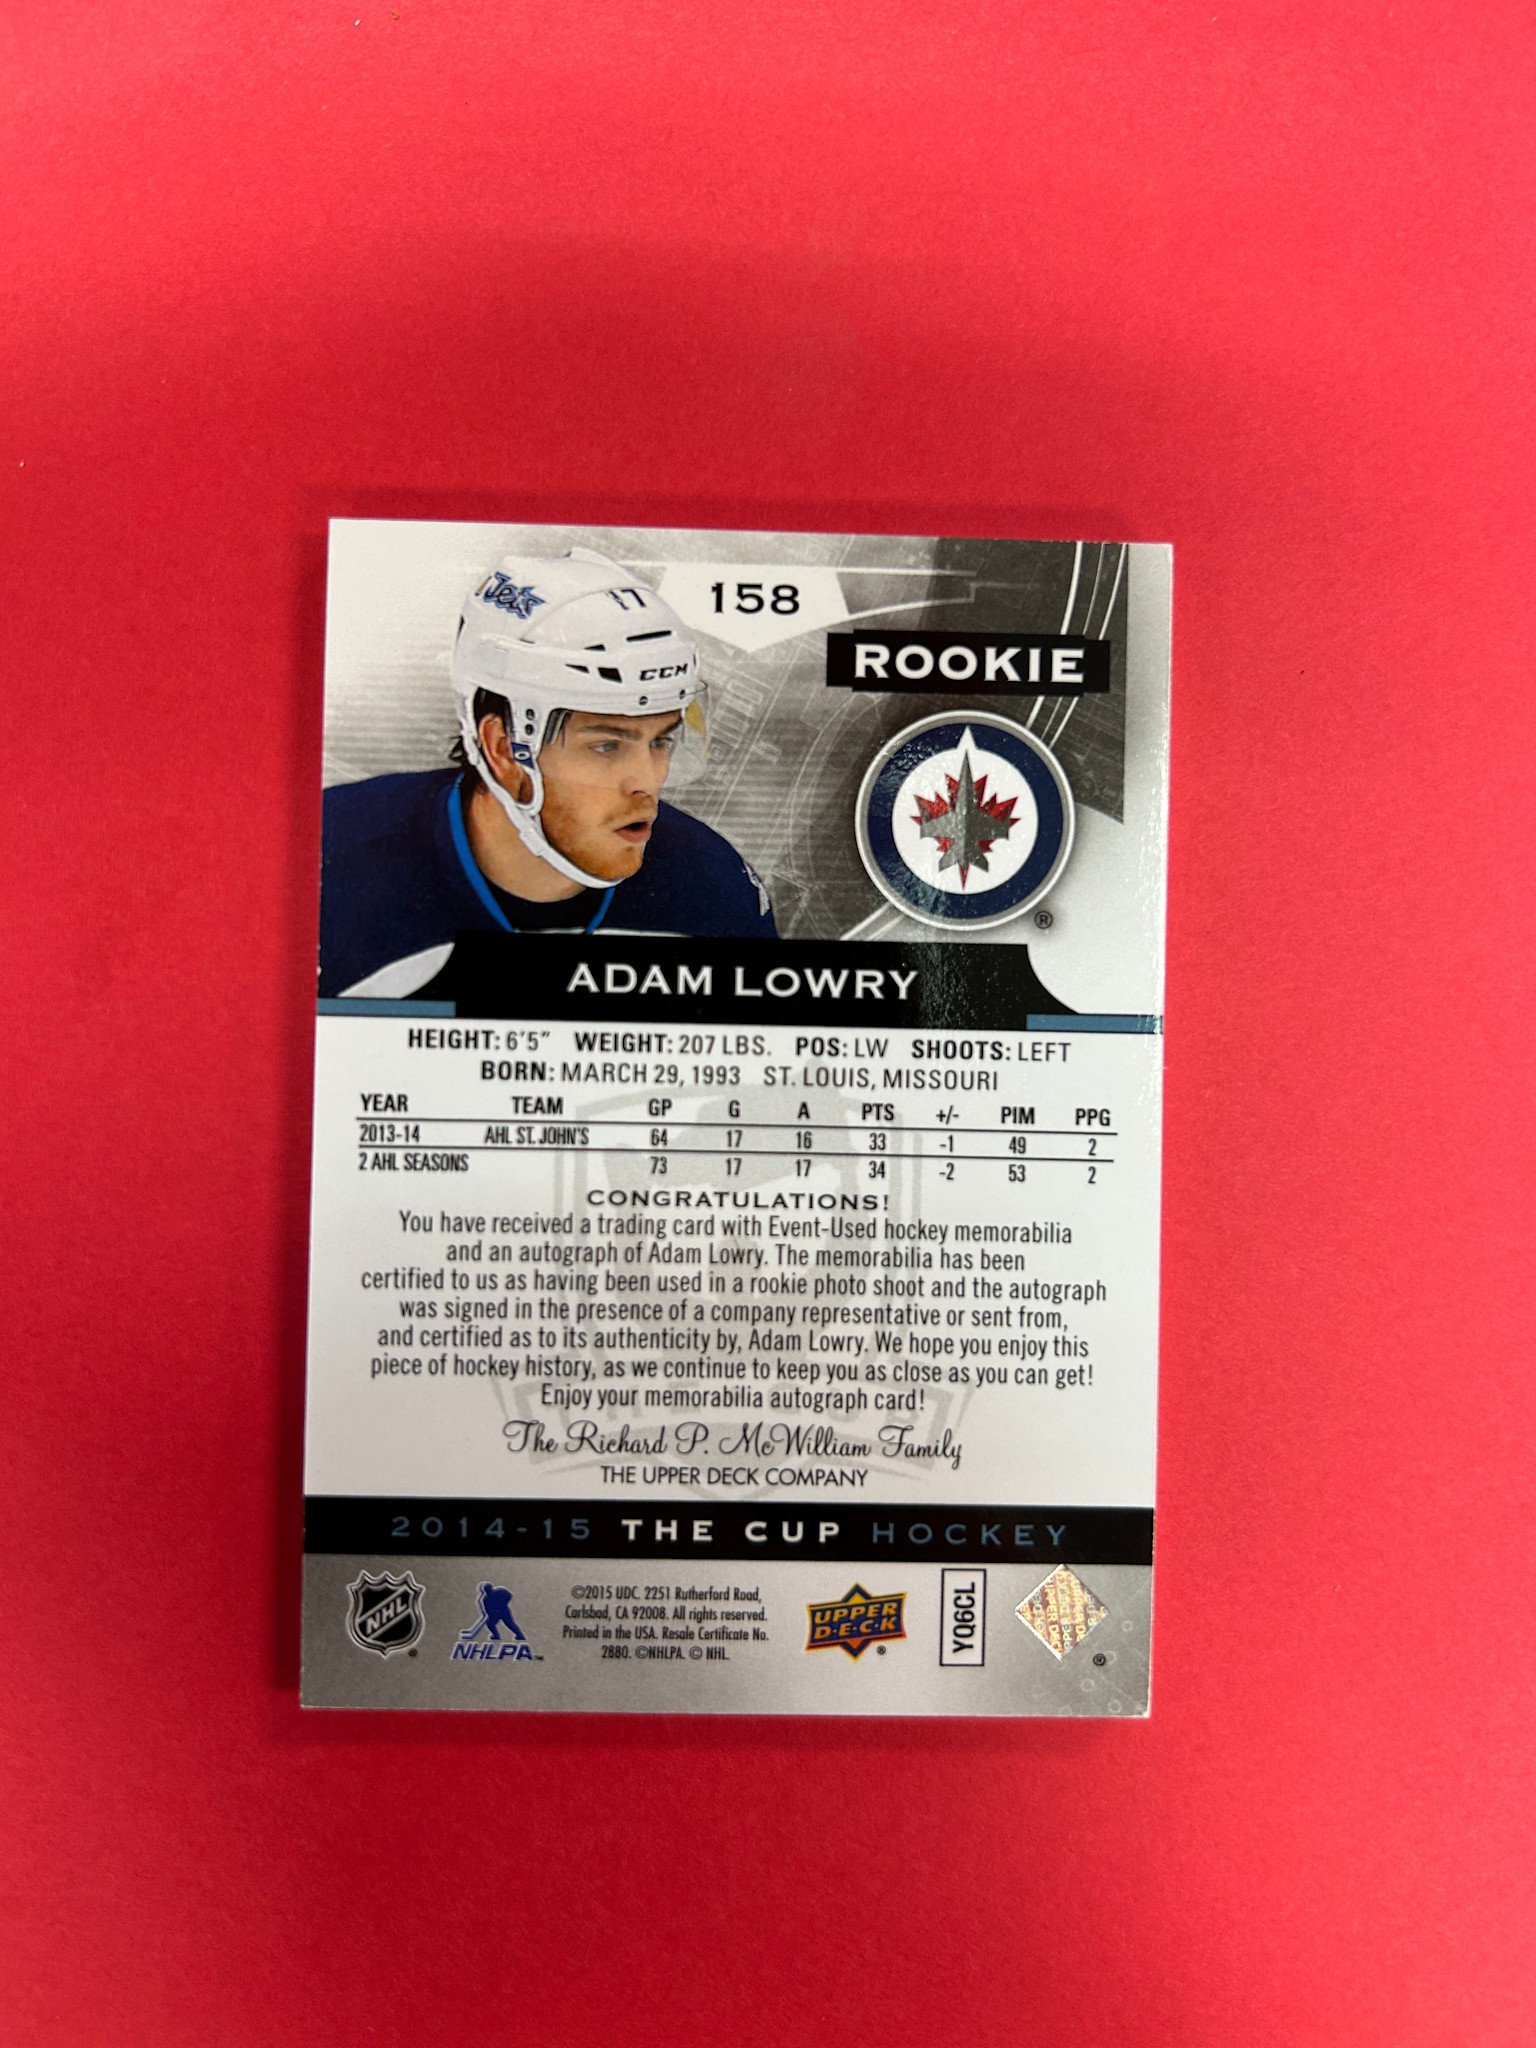 Jets
17
CCM
158
ROOKIE
®
ADAM LOWRY
HEIGHT: 6'5" WEIGHT: 207 LBS. POS: LW SHOOTS: LEFT
BORN: MARCH 29, 1993 ST. LOUIS, MISSOURI
YEAR TEAM GP G A PTS +/- PIM PPG
2013-14 AHL ST. JOHN'S 64 17 16 33 -1 49 2
2 AHL SEASONS 73 17 17 34 -2 53 2
CONGRATULATIONS!
You have received a trading card with Event-Used hockey memorabilia
and an autograph of Adam Lowry. The memorabilia has been
certified to us as having been used in a rookie photo shoot and the autograph
was signed in the presence of a company representative or sent from,
and certified as to its authenticity by, Adam Lowry. We hope you enjoy this
piece of hockey history, as we continue to keep you as close as you can get!
Enjoy your memorabilia autograph card!
The Richard P. McWilliam Family
THE UPPER DECK COMPANY
2014-15 THE CUP HOCKEY
NHL
®
NHLPA™
©2015 UDC. 2251 Rutherford Road,
Carlsbad, CA 92008. All rights reserved.
Printed in the USA. Resale Certificate No.
2880. ©NHLPA. © NHL.
UPPER
D·E·C·K
®
YQ6CL
®